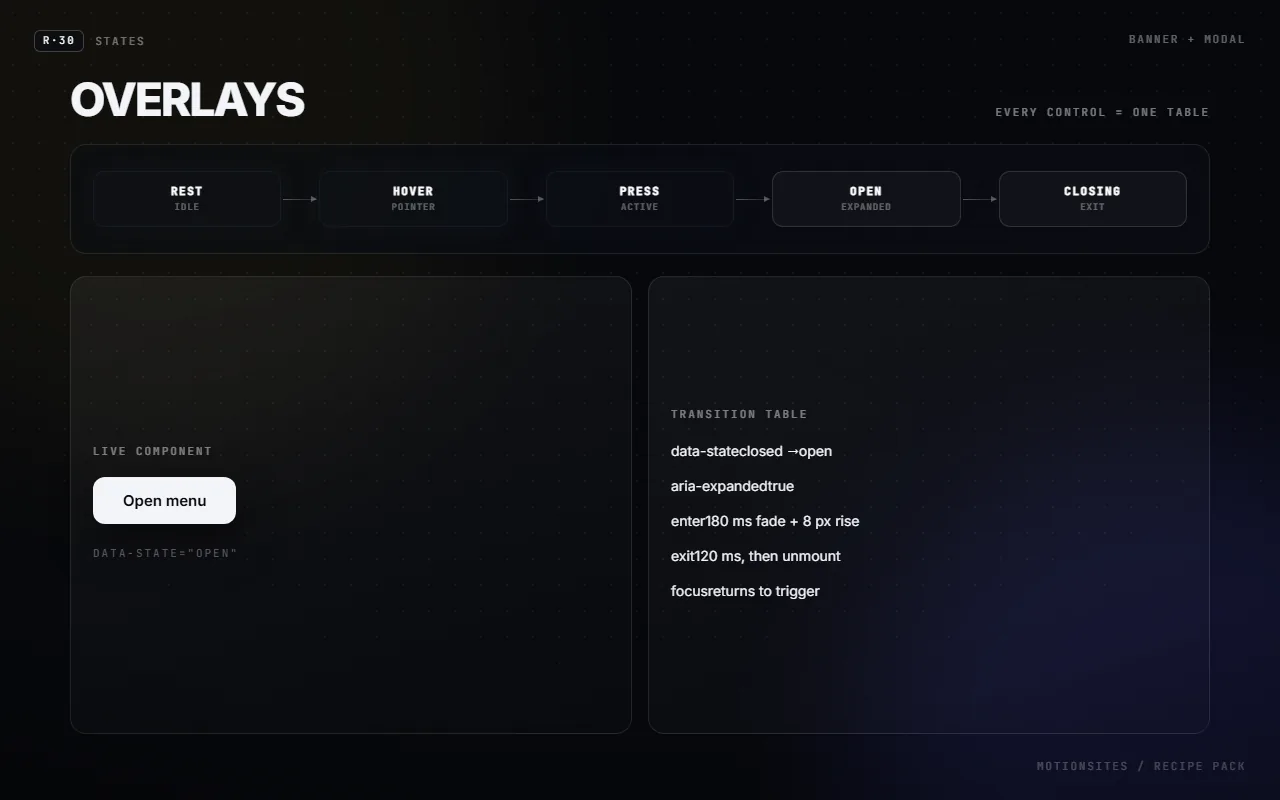 R·30 STATES
BANNER + MODAL
OVERLAYS
EVERY CONTROL = ONE TABLE
REST
IDLE
HOVER
POINTER
PRESS
ACTIVE
OPEN
EXPANDED
CLOSING
EXIT
LIVE COMPONENT
Open menu
DATA-STATE="OPEN"
TRANSITION TABLE
data-stateclosed →open
aria-expandedtrue
enter180 ms fade + 8 px rise
exit120 ms, then unmount
focusreturns to trigger
MOTIONSITES / RECIPE PACK